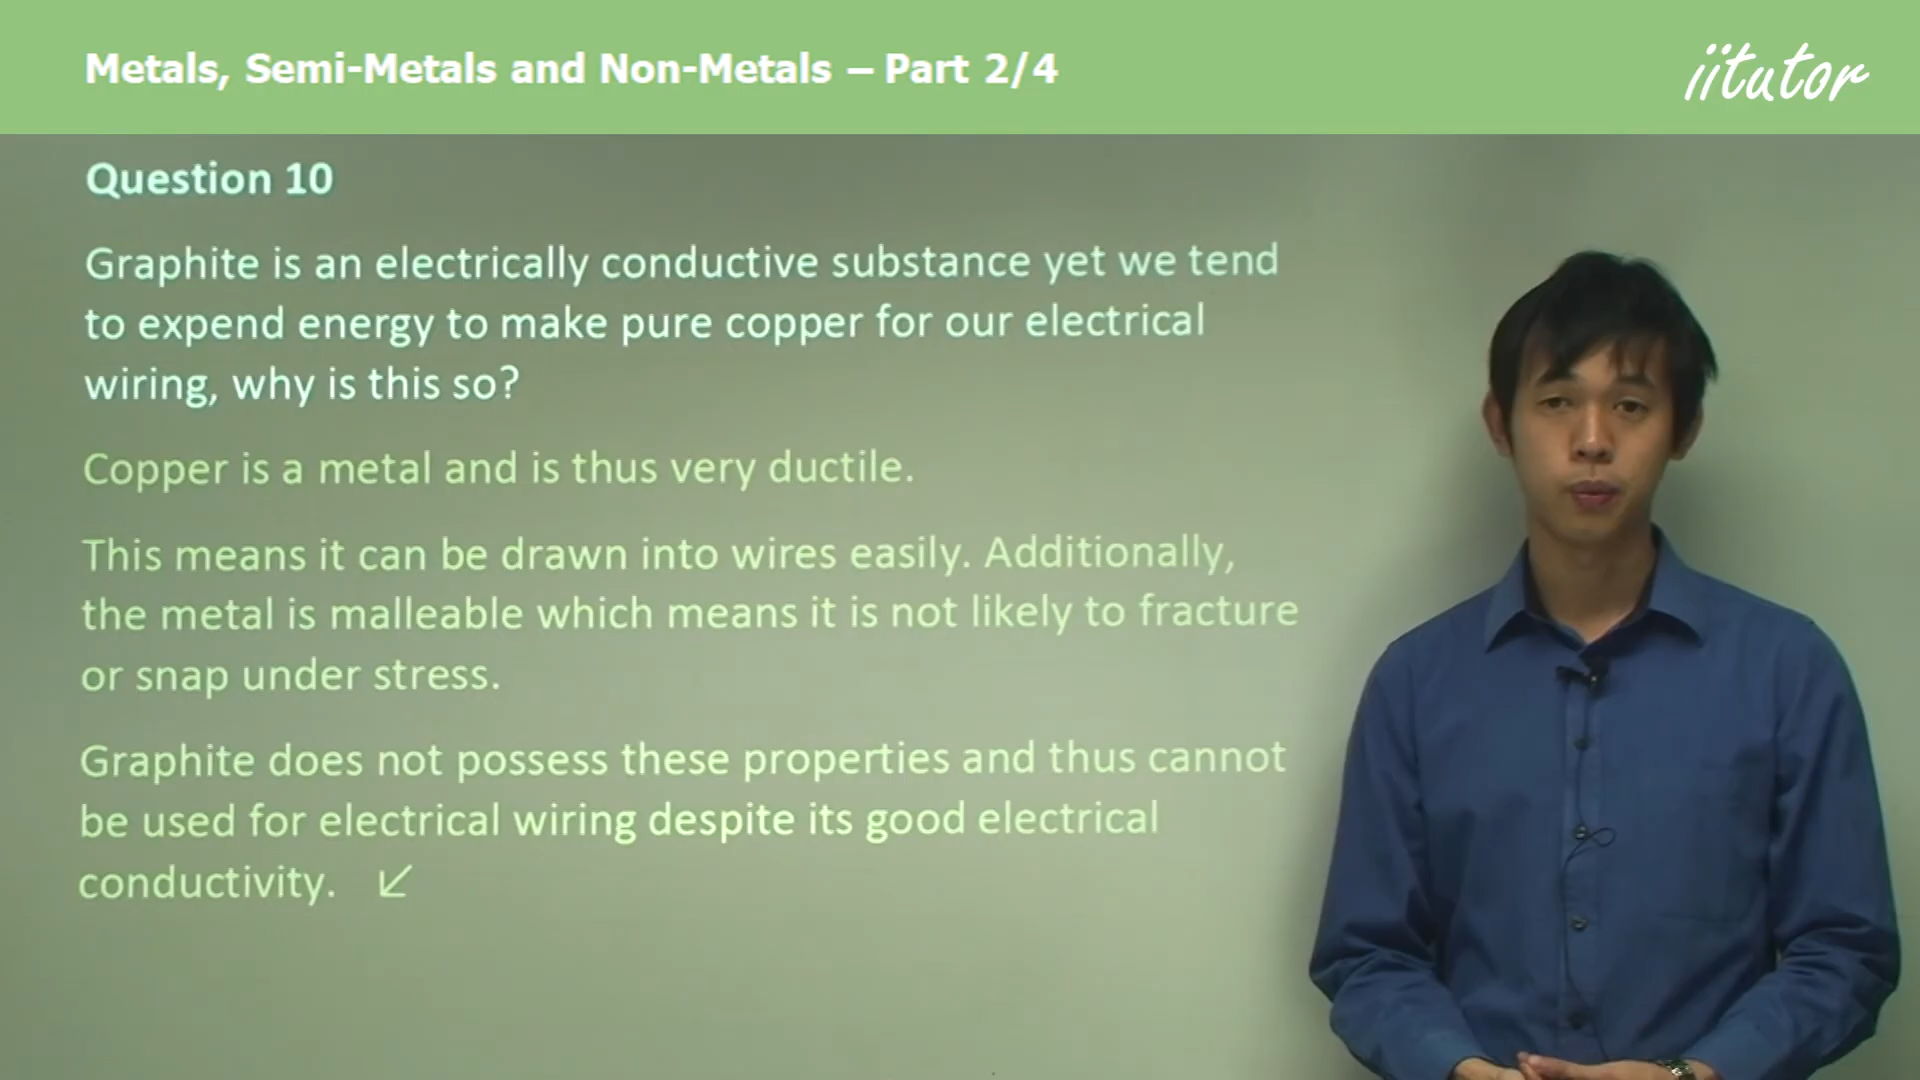 Metals, Semi-Metals and Non-Metals – Part 2/4
iitutor
Question 10
Graphite is an electrically conductive substance yet we tend
to expend energy to make pure copper for our electrical
wiring, why is this so?
Copper is a metal and is thus very ductile.
This means it can be drawn into wires easily. Additionally,
the metal is malleable which means it is not likely to fracture
or snap under stress.
Graphite does not possess these properties and thus cannot
be used for electrical wiring despite its good electrical
conductivity.